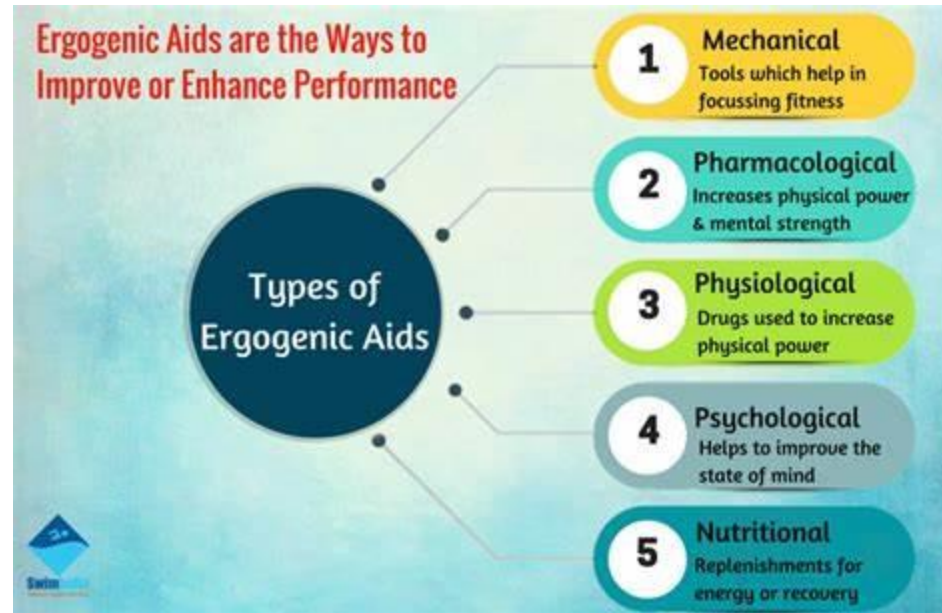 Ergogenic Aids are the Ways to
Improve or Enhance Performance
Types of
Ergogenic Aids
1
Mechanical
Tools which help in
focussing fitness
2
Pharmacological
Increases physical power
& mental strength
3
Physiological
Drugs used to increase
physical power
4
Psychological
Helps to improve the
state of mind
5
Nutritional
Replenishments for
energy or recovery
Swim